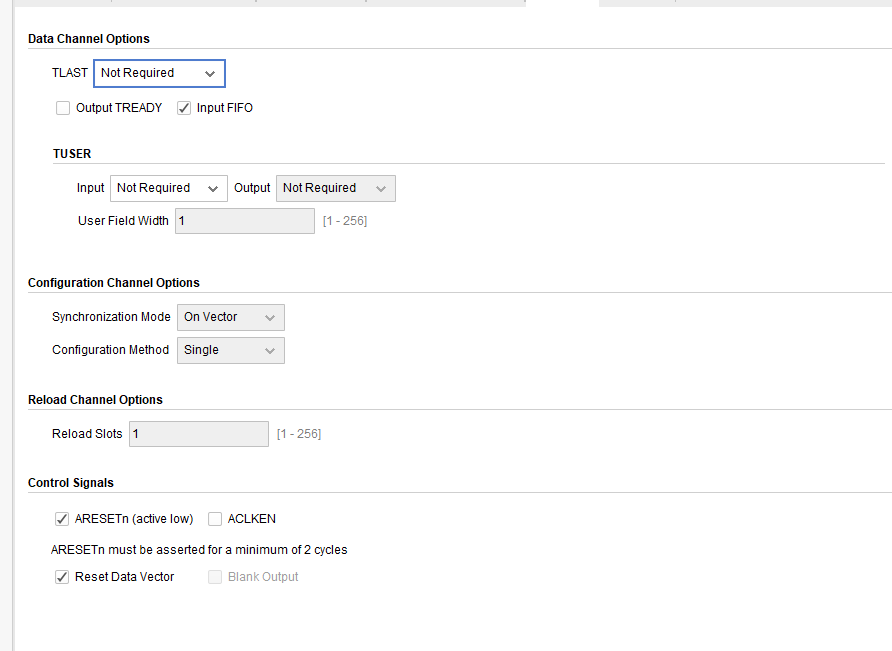 Data Channel Options
TLAST Not Required
Output TREADY Input FIFO
TUSER
Input Not Required Output Not Required
User Field Width 1 [1 - 256]
Configuration Channel Options
Synchronization Mode On Vector
Configuration Method Single
Reload Channel Options
Reload Slots 1 [1 - 256]
Control Signals
ARESETn (active low) ACLKEN
ARESETn must be asserted for a minimum of 2 cycles
Reset Data Vector Blank Output